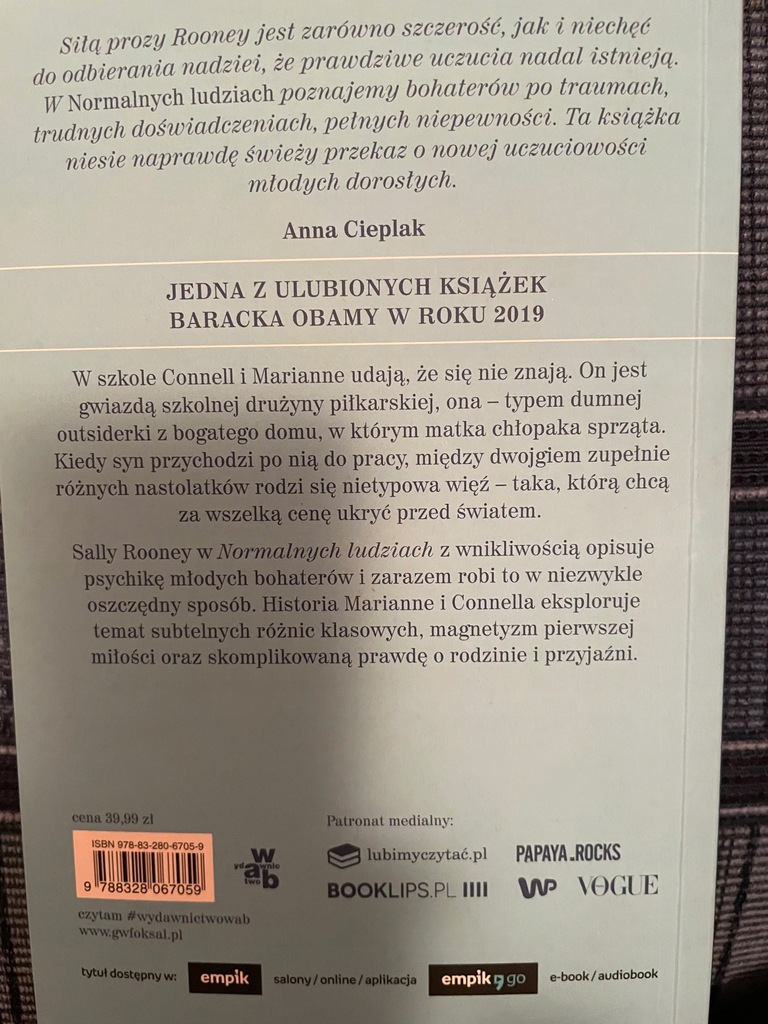 Siłą prozy Rooney jest zarówno szczerość, jak i niechęć
do odbierania nadziei, że prawdziwe uczucia nadal istnieją.
W Normalnych ludziach poznajemy bohaterów po traumach,
trudnych doświadczeniach, pełnych niepewności. Ta książka
niesie naprawdę świeży przekaz o nowej uczuciowości
młodych dorosłych.
Anna Cieplak
JEDNA Z ULUBIONYCH KSIĄŻEK
BARACKA OBAMY W ROKU 2019
W szkole Connell i Marianne udają, że się nie znają. On jest
gwiazdą szkolnej drużyny piłkarskiej, ona – typem dumnej
outsiderki z bogatego domu, w którym matka chłopaka sprząta.
Kiedy syn przychodzi po nią do pracy, między dwojgiem zupełnie
różnych nastolatków rodzi się nietypowa więź – taka, którą chcą
za wszelką cenę ukryć przed światem.
Sally Rooney w Normalnych ludziach z wnikliwością opisuje
psychikę młodych bohaterów i zarazem robi to w niezwykle
oszczędny sposób. Historia Marianne i Connella eksploruje
temat subtelnych różnic klasowych, magnetyzm pierwszej
miłości oraz skomplikowaną prawdę o rodzinie i przyjaźni.
cena 39,99 zł
ISBN 978-83-280-6705-9
9 788328 067059
czytam #wydawnictwowab
www.gwfoksal.pl
w
ydawnic
two
ab
Patronat medialny:
lubimyczytać.pl
PAPAYA.ROCKS
BOOKLIPS.PL
WP
VOGUE
tytuł dostępny w:
empik
salony / online / aplikacja
empik go
e-book / audiobook